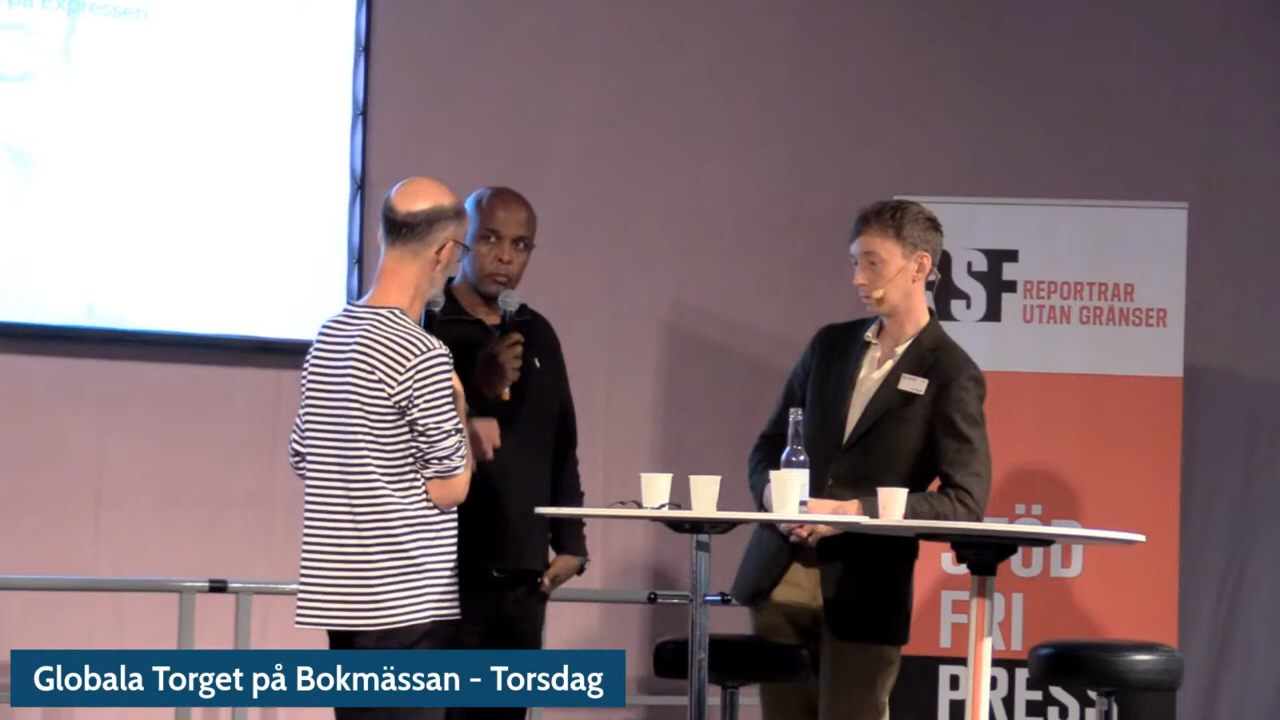 på Expressen
RSF
REPORTRAR
UTAN GRÄNSER
STÖD
FRI
PRESS
Globala Torget på Bokmässan - Torsdag